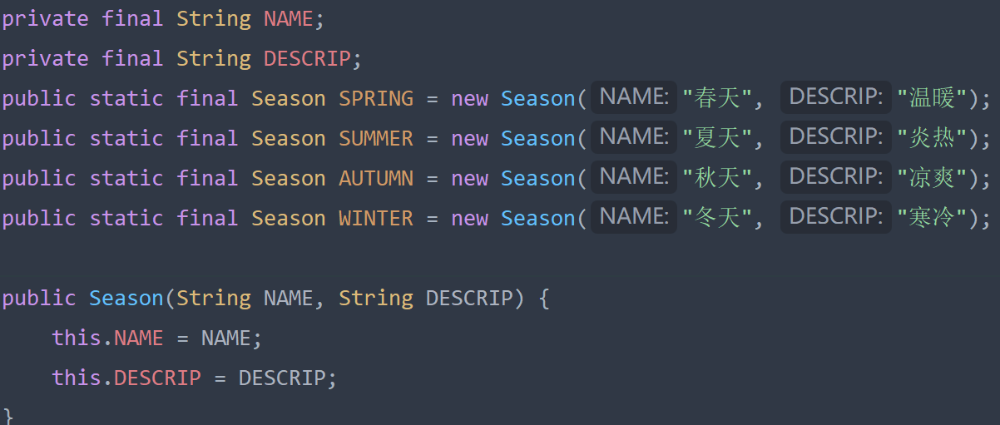 private final String NAME;
private final String DESCRIP;
public static final Season SPRING = new Season( NAME: "春天", DESCRIP: "温暖");
public static final Season SUMMER = new Season( NAME: "夏天", DESCRIP: "炎热");
public static final Season AUTUMN = new Season( NAME: "秋天", DESCRIP: "凉爽");
public static final Season WINTER = new Season( NAME: "冬天", DESCRIP: "寒冷");
public Season(String NAME, String DESCRIP) {
this.NAME = NAME;
this.DESCRIP = DESCRIP;
}